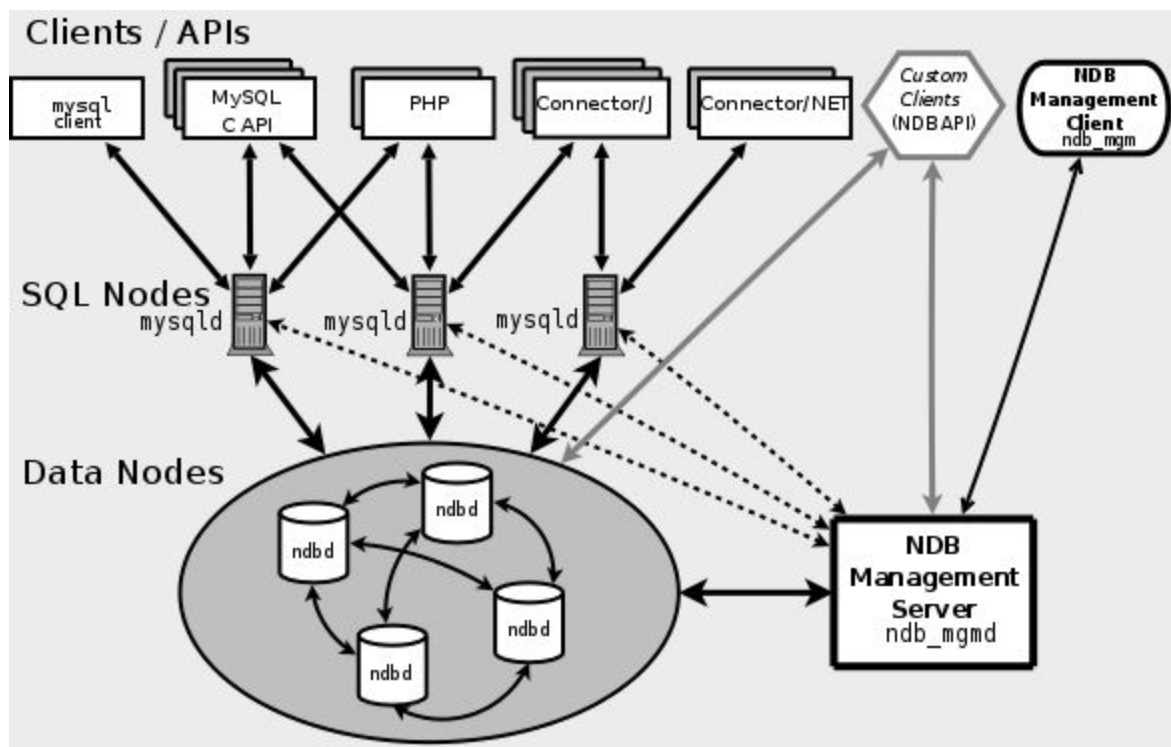 Clients / APIs
mysql
client
MySQL
C API
PHP
Connector/J
Connector/NET
Custom
Clients
(NDBAPI)
NDB
Management
Client
ndb_mgm
SQL Nodes
mysqld
mysqld
mysqld
Data Nodes
ndbd
ndbd
ndbd
ndbd
NDB
Management
Server
ndb_mgmd